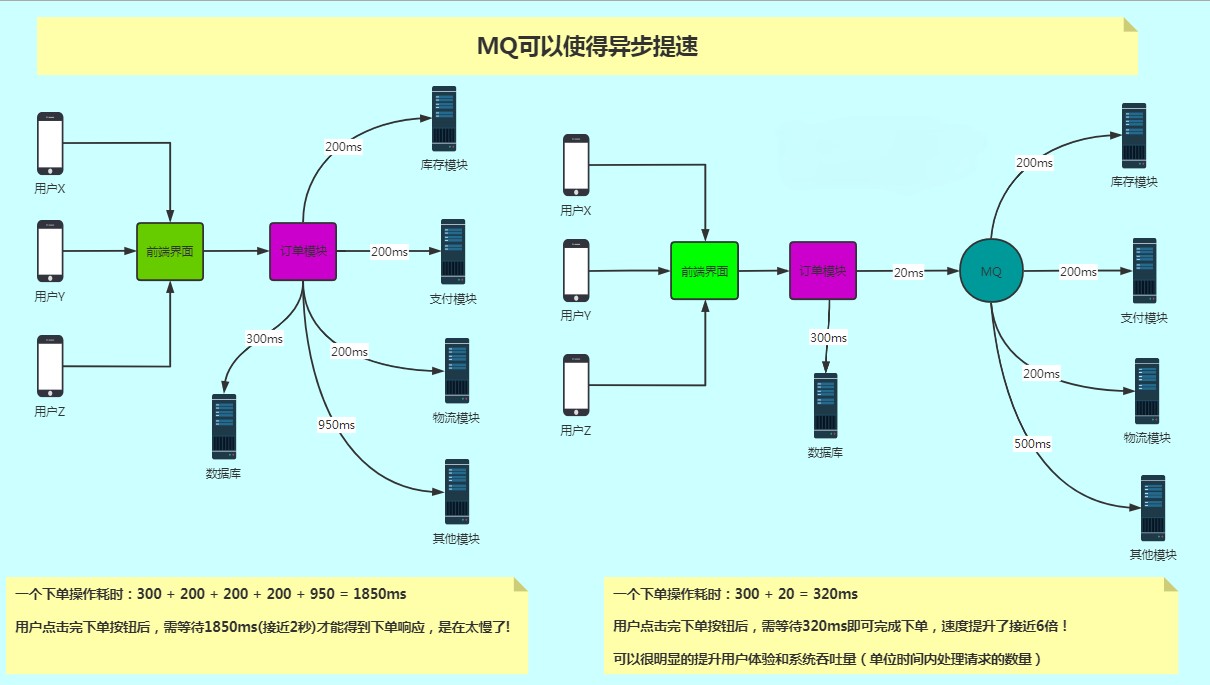 MQ可以使得异步提速
用户X
用户Y
用户Z
前端界面
订单模块
200ms
库存模块
200ms
支付模块
300ms
数据库
200ms
物流模块
950ms
其他模块
用户X
用户Y
用户Z
前端界面
订单模块
20ms
300ms
数据库
MQ
200ms
库存模块
200ms
支付模块
200ms
物流模块
500ms
其他模块
一个下单操作耗时：300 + 200 + 200 + 200 + 950 = 1850ms
用户点击完下单按钮后，需等待1850ms(接近2秒)才能得到下单响应，是在太慢了!
一个下单操作耗时：300 + 20 = 320ms
用户点击完下单按钮后，需等待320ms即可完成下单，速度提升了接近6倍！
可以很明显的提升用户体验和系统吞吐量（单位时间内处理请求的数量）